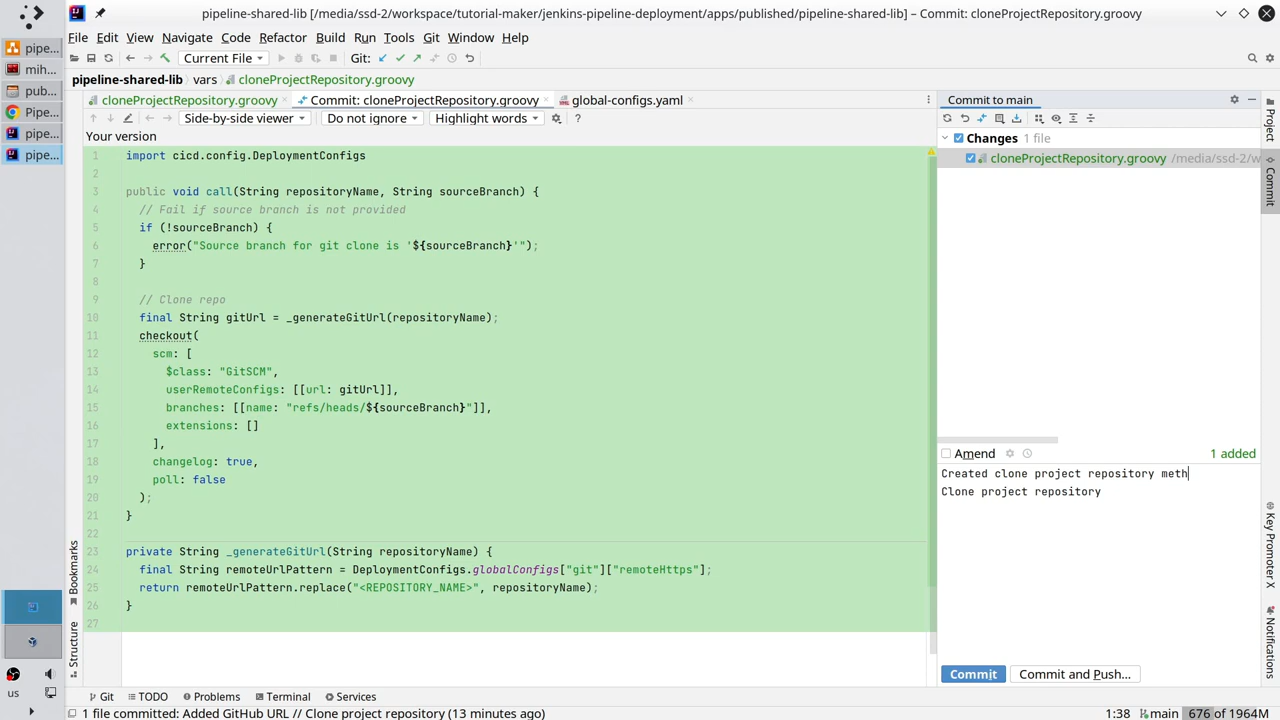 pipeline-shared-lib [/media/ssd-2/workspace/tutorial-maker/jenkins-pipeline-deployment/apps/published/pipeline-shared-lib] – Commit: cloneProjectRepository.groovy
File Edit View Navigate Code Refactor Build Run Tools Git Window Help
Current File Git:
pipeline-shared-lib vars cloneProjectRepository.groovy
cloneProjectRepository.groovy Commit: cloneProjectRepository.groovy global-configs.yaml
Side-by-side viewer Do not ignore Highlight words ?
Your version
1 import cicd.config.DeploymentConfigs
2
3 public void call(String repositoryName, String sourceBranch) {
4 // Fail if source branch is not provided
5 if (!sourceBranch) {
6 error("Source branch for git clone is '${sourceBranch}'");
7 }
8
9 // Clone repo
10 final String gitUrl = _generateGitUrl(repositoryName);
11 checkout(
12 scm: [
13 $class: "GitSCM",
14 userRemoteConfigs: [[url: gitUrl]],
15 branches: [[name: "refs/heads/${sourceBranch}"]],
16 extensions: []
17 ],
18 changelog: true,
19 poll: false
20 );
21 }
22
23 private String _generateGitUrl(String repositoryName) {
24 final String remoteUrlPattern = DeploymentConfigs.globalConfigs["git"]["remoteHttps"];
25 return remoteUrlPattern.replace("<REPOSITORY_NAME>", repositoryName);
26 }
27
Commit to main
Changes 1 file
cloneProjectRepository.groovy /media/ssd-2/w
Amend 1 added
Created clone project repository meth
Clone project repository
Commit Commit and Push...
Project
Commit
Key Promoter X
Notifications
Bookmarks
Structure
pipe...
mih...
pub...
Pipe...
pipe...
pipe...
us
Git TODO Problems Terminal Services
1 file committed: Added GitHub URL // Clone project repository (13 minutes ago) 1:38 main 676 of 1964M